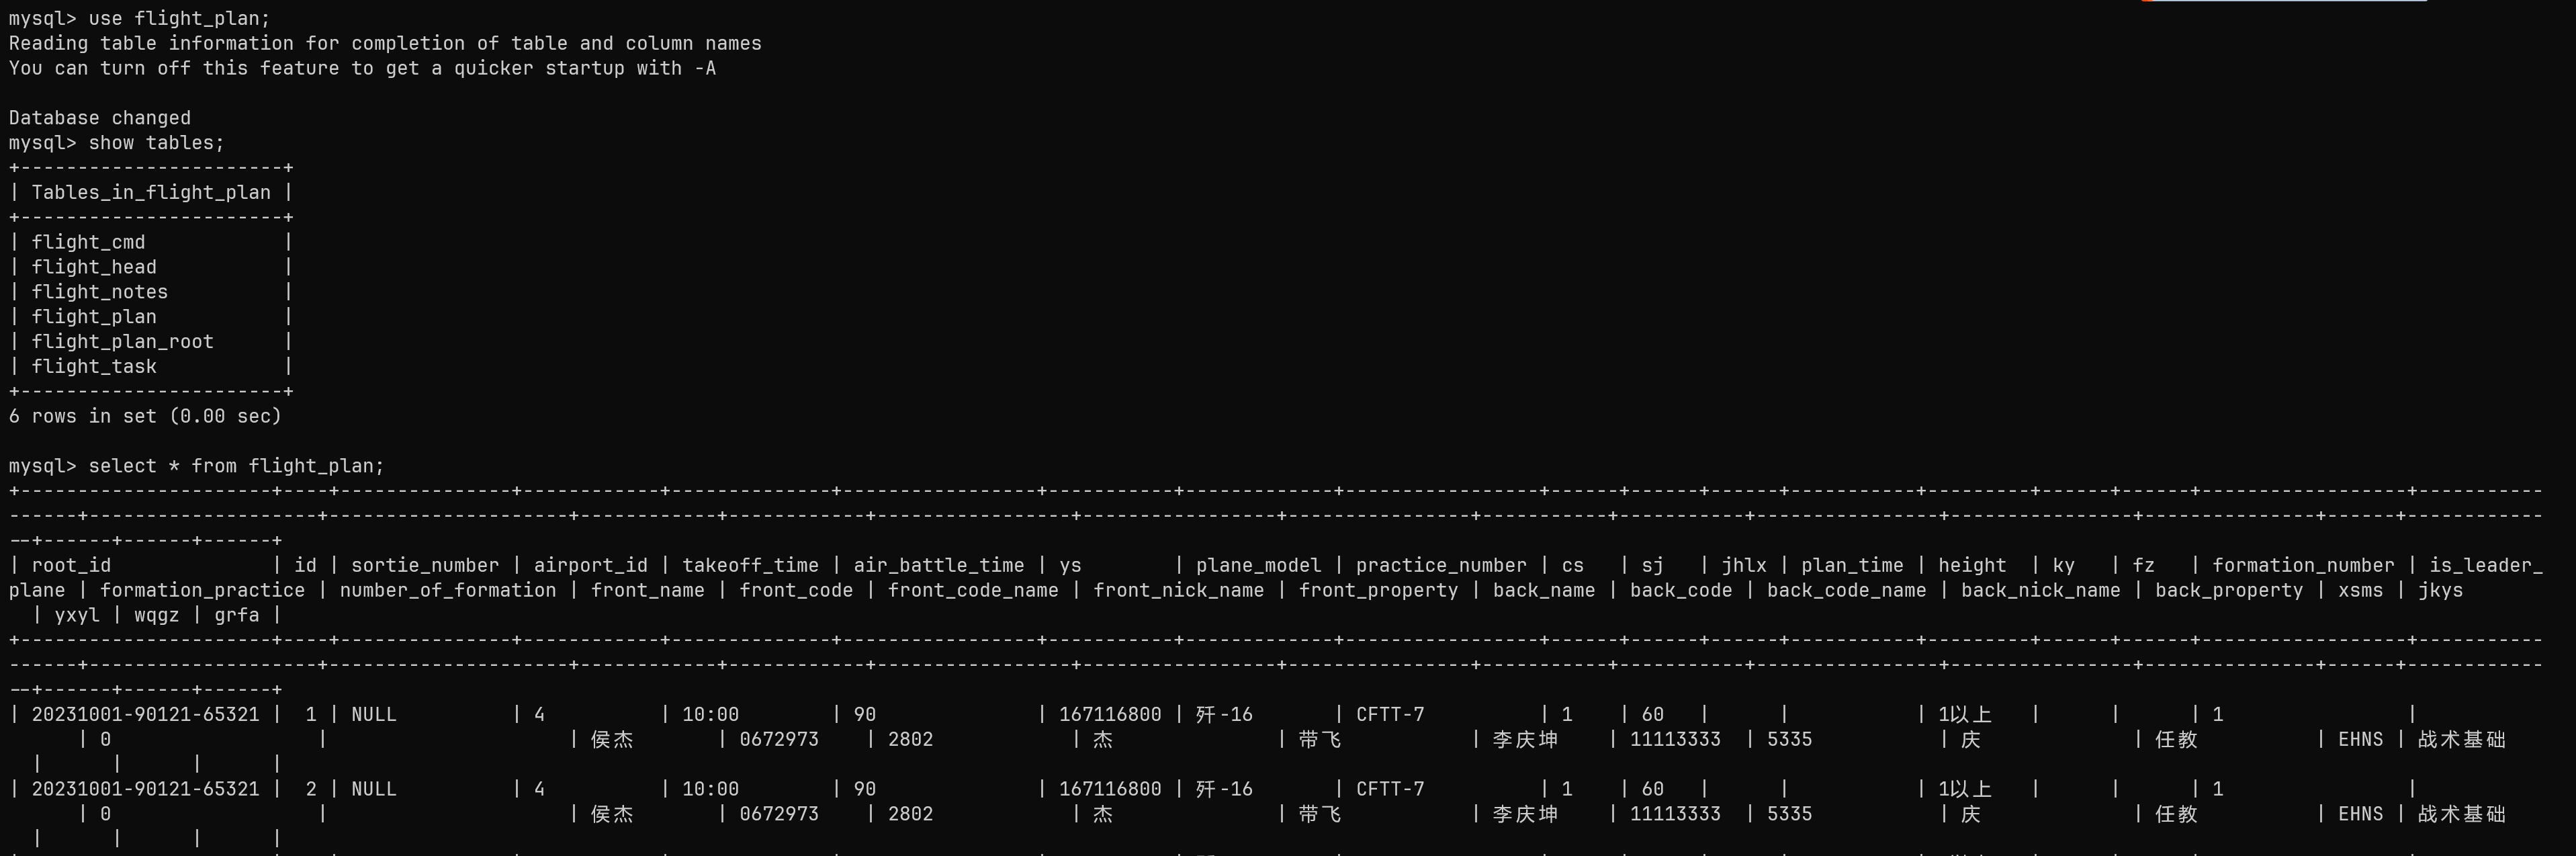 mysql> use flight_plan;
Reading table information for completion of table and column names
You can turn off this feature to get a quicker startup with -A
Database changed
mysql> show tables;
+-----------------------+
| Tables_in_flight_plan |
+-----------------------+
| flight_cmd            |
| flight_head           |
| flight_notes          |
| flight_plan           |
| flight_plan_root      |
| flight_task           |
+-----------------------+
6 rows in set (0.00 sec)
mysql> select * from flight_plan;
+----------------------+----+---------------+------------+--------------+-----------------+-----------+-------------+-----------------+------+------+------+-----------+---------+------+------+------------------+-----------
------+--------------------+---------------------+------------+------------+-----------------+-----------------+----------------+-----------+-----------+----------------+----------------+---------------+------+------------
--+------+------+------+
| root_id              | id | sortie_number | airport_id | takeoff_time | air_battle_time | ys        | plane_model | practice_number | cs   | sj   | jhlx | plan_time | height  | ky   | fz   | formation_number | is_leader_
plane | formation_practice | number_of_formation | front_name | front_code | front_code_name | front_nick_name | front_property | back_name | back_code | back_code_name | back_nick_name | back_property | xsms | jkys
  | yxyl | wqgz | grfa |
+----------------------+----+---------------+------------+--------------+-----------------+-----------+-------------+-----------------+------+------+------+-----------+---------+------+------+------------------+-----------
------+--------------------+---------------------+------------+------------+-----------------+-----------------+----------------+-----------+-----------+----------------+----------------+---------------+------+------------
--+------+------+------+
| 20231001-90121-65321 |  1 | NULL          | 4          | 10:00        | 90              | 167116800 | 歼-16       | CFTT-7          | 1    | 60   |      |           | 1以上   |      |      | 1                |
      | 0                  |                     | 侯杰       | 0672973    | 2802            | 杰              | 带飞           | 李庆坤    | 11113333  | 5335           | 庆             | 任教          | EHNS | 战术基础
  |      |      |      |
| 20231001-90121-65321 |  2 | NULL          | 4          | 10:00        | 90              | 167116800 | 歼-16       | CFTT-7          | 1    | 60   |      |           | 1以上   |      |      | 1                |
      | 0                  |                     | 侯杰       | 0672973    | 2802            | 杰              | 带飞           | 李庆坤    | 11113333  | 5335           | 庆             | 任教          | EHNS | 战术基础
  |      |      |      |